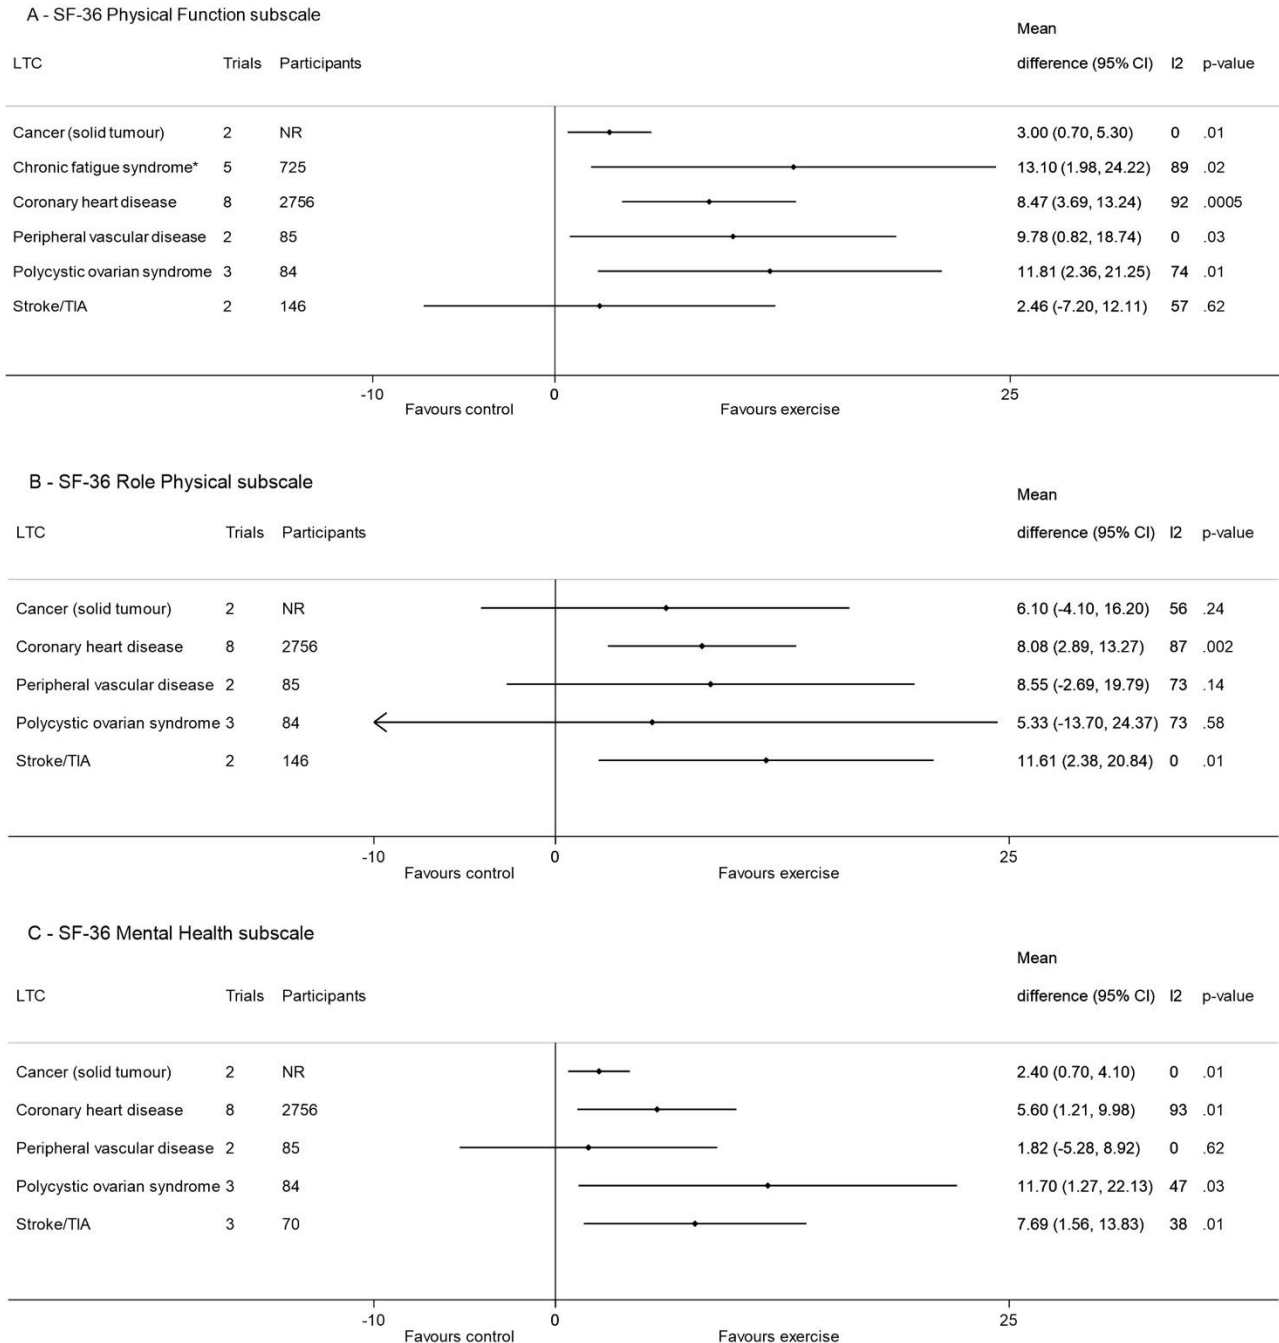 A - SF-36 Physical Function subscale
Mean
LTC Trials Participants difference (95% CI) I2 p-value
Cancer (solid tumour) 2 NR 3.00 (0.70, 5.30) 0 .01
Chronic fatigue syndrome* 5 725 13.10 (1.98, 24.22) 89 .02
Coronary heart disease 8 2756 8.47 (3.69, 13.24) 92 .0005
Peripheral vascular disease 2 85 9.78 (0.82, 18.74) 0 .03
Polycystic ovarian syndrome 3 84 11.81 (2.36, 21.25) 74 .01
Stroke/TIA 2 146 2.46 (-7.20, 12.11) 57 .62
-10 0 25
Favours control Favours exercise
B - SF-36 Role Physical subscale
Mean
LTC Trials Participants difference (95% CI) I2 p-value
Cancer (solid tumour) 2 NR 6.10 (-4.10, 16.20) 56 .24
Coronary heart disease 8 2756 8.08 (2.89, 13.27) 87 .002
Peripheral vascular disease 2 85 8.55 (-2.69, 19.79) 73 .14
Polycystic ovarian syndrome 3 84 5.33 (-13.70, 24.37) 73 .58
Stroke/TIA 2 146 11.61 (2.38, 20.84) 0 .01
-10 0 25
Favours control Favours exercise
C - SF-36 Mental Health subscale
Mean
LTC Trials Participants difference (95% CI) I2 p-value
Cancer (solid tumour) 2 NR 2.40 (0.70, 4.10) 0 .01
Coronary heart disease 8 2756 5.60 (1.21, 9.98) 93 .01
Peripheral vascular disease 2 85 1.82 (-5.28, 8.92) 0 .62
Polycystic ovarian syndrome 3 84 11.70 (1.27, 22.13) 47 .03
Stroke/TIA 3 70 7.69 (1.56, 13.83) 38 .01
-10 0 25
Favours control Favours exercise